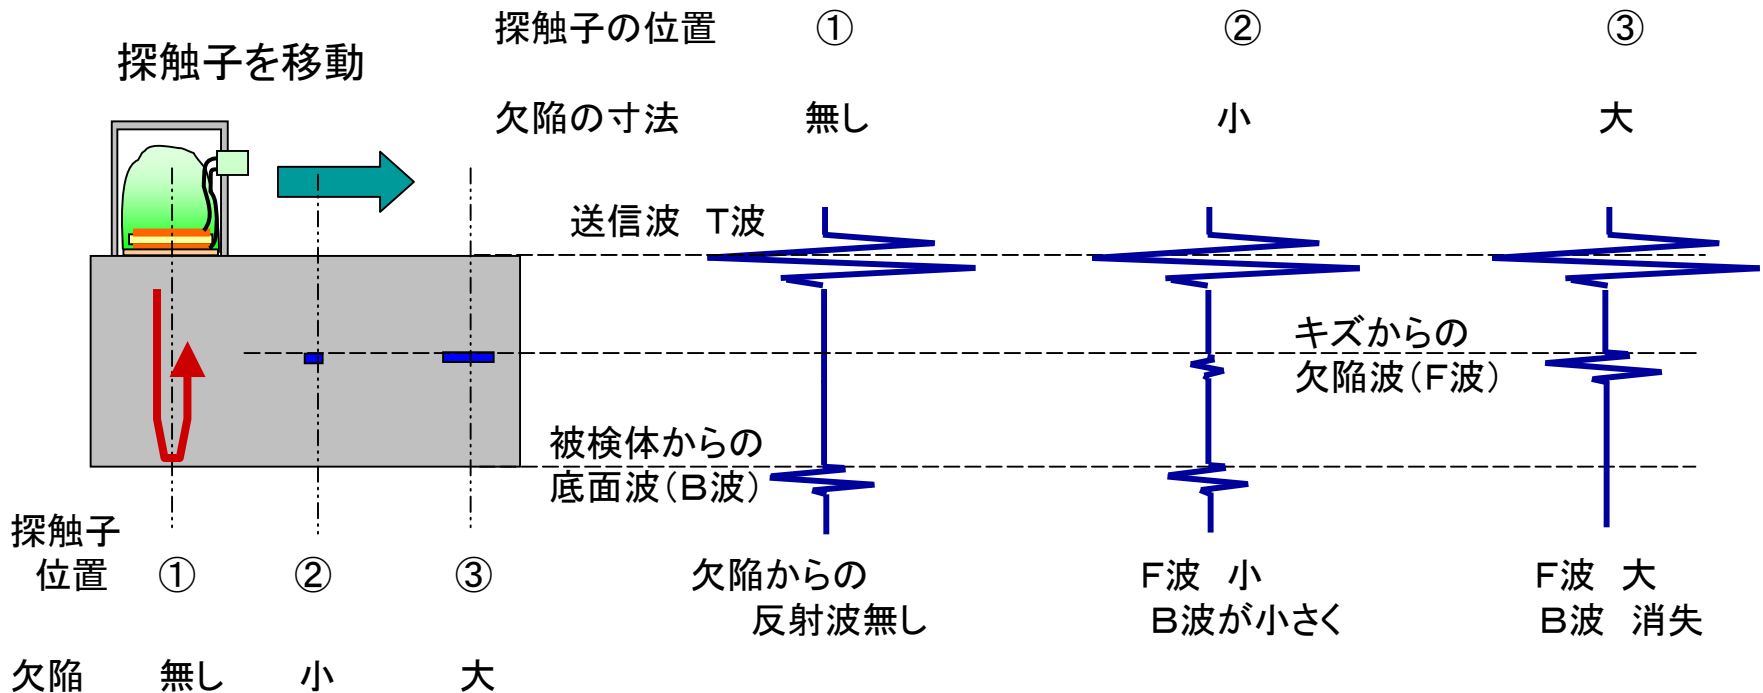 探触子の位置 ① ② ③
探触子を移動
欠陥の寸法 無し 小 大
送信波 T波
キズからの
欠陥波(F波)
被検体からの
底面波(B波)
探触子
位置 ① ② ③
欠陥 無し 小 大
欠陥からの
反射波無し
F波 小
B波が小さく
F波 大
B波 消失